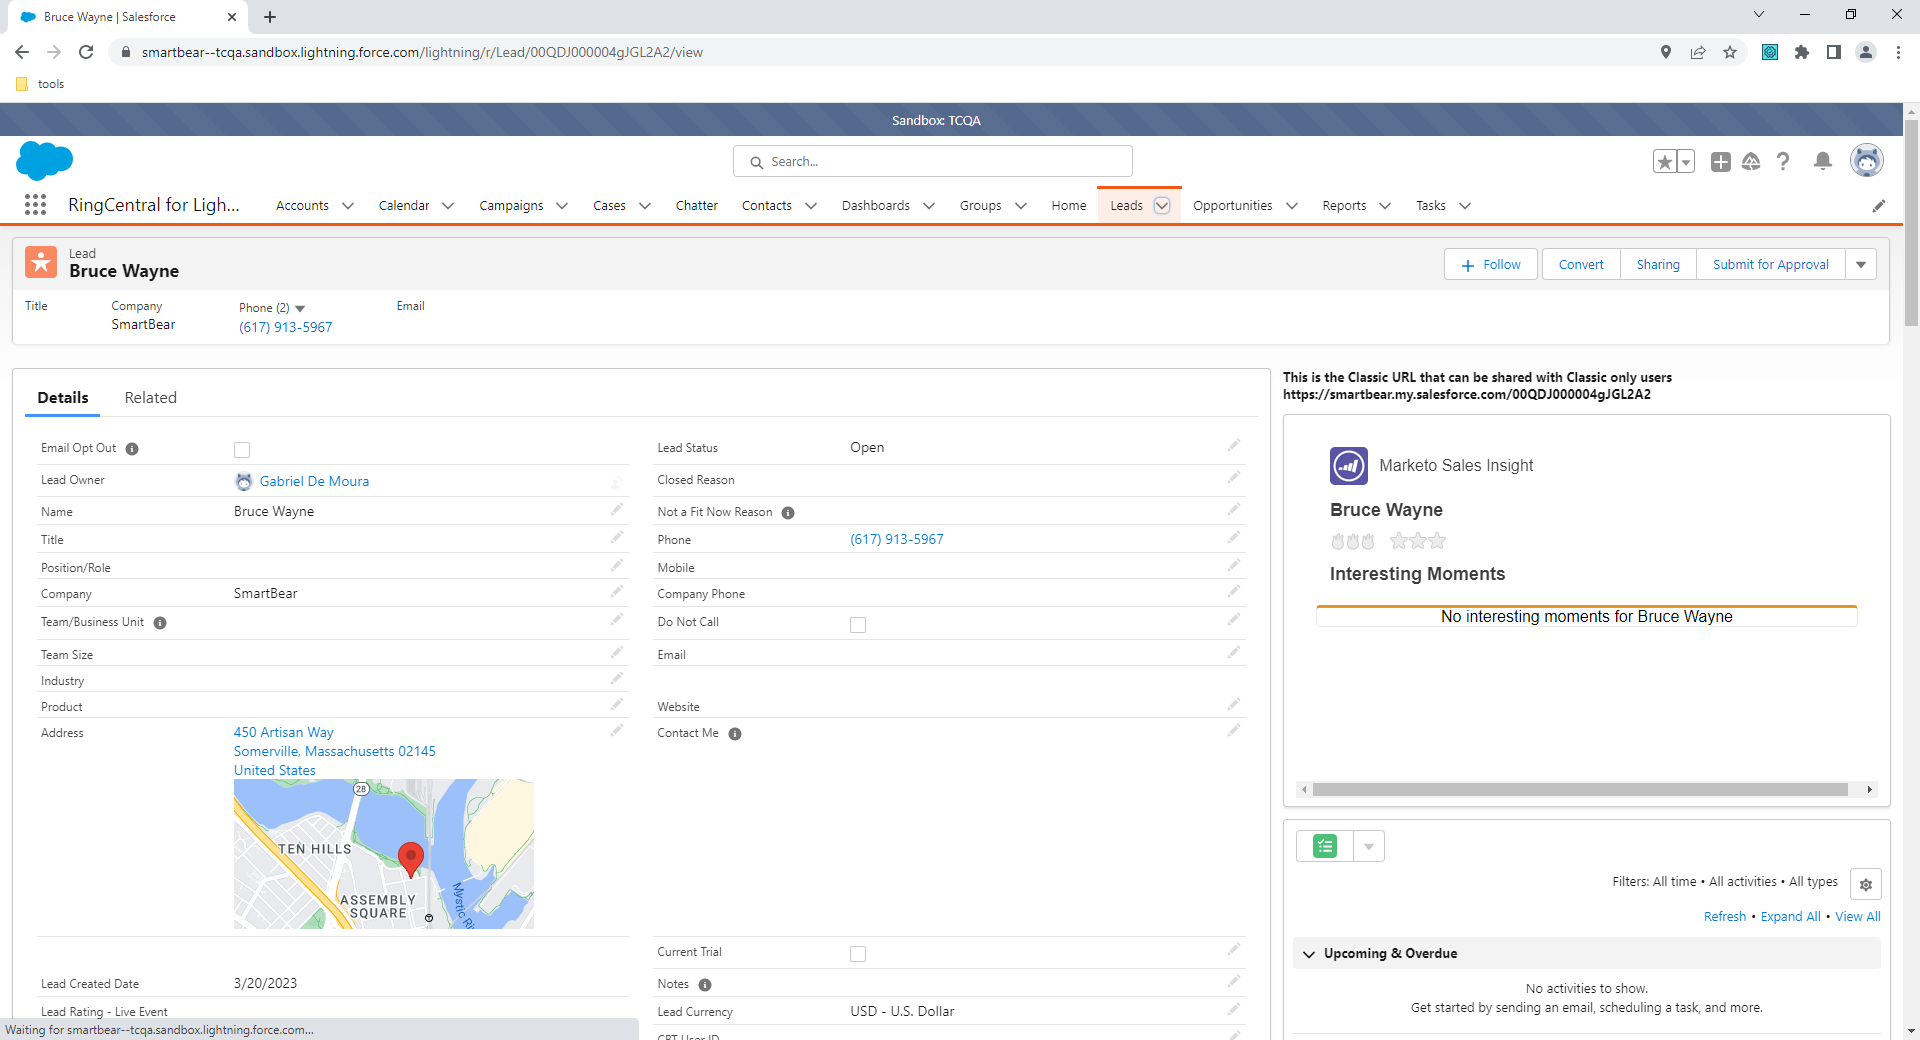 Bruce Wayne | Salesforce
smartbear--tcqa.sandbox.lightning.force.com/lightning/r/Lead/00QDJ000004gJGL2A2/view
tools
Sandbox: TCQA
Search...
RingCentral for Ligh...
Accounts
Calendar
Campaigns
Cases
Chatter
Contacts
Dashboards
Groups
Home
Leads
Opportunities
Reports
Tasks
Lead
Bruce Wayne
Follow
Convert
Sharing
Submit for Approval
Title
Company
SmartBear
Phone (2)
(617) 913-5967
Email
Details
Related
Email Opt Out
Lead Owner
Gabriel De Moura
Name
Bruce Wayne
Title
Position/Role
Company
SmartBear
Team/Business Unit
Team Size
Industry
Product
Address
450 Artisan Way
Somerville, Massachusetts 02145
United States
28
TEN HILLS
ASSEMBLY
SQUARE
Lead Created Date
3/20/2023
Lead Rating - Live Event
Lead Status
Open
Closed Reason
Not a Fit Now Reason
Phone
(617) 913-5967
Mobile
Company Phone
Do Not Call
Email
Website
Contact Me
Current Trial
Notes
Lead Currency
USD - U.S. Dollar
CRT User ID
This is the Classic URL that can be shared with Classic only users
https://smartbear.my.salesforce.com/00QDJ000004gJGL2A2
Marketo Sales Insight
Bruce Wayne
Interesting Moments
No interesting moments for Bruce Wayne
Filters: All time • All activities • All types
Refresh • Expand All • View All
Upcoming & Overdue
No activities to show.
Get started by sending an email, scheduling a task, and more.
Waiting for smartbear--tcqa.sandbox.lightning.force.com...